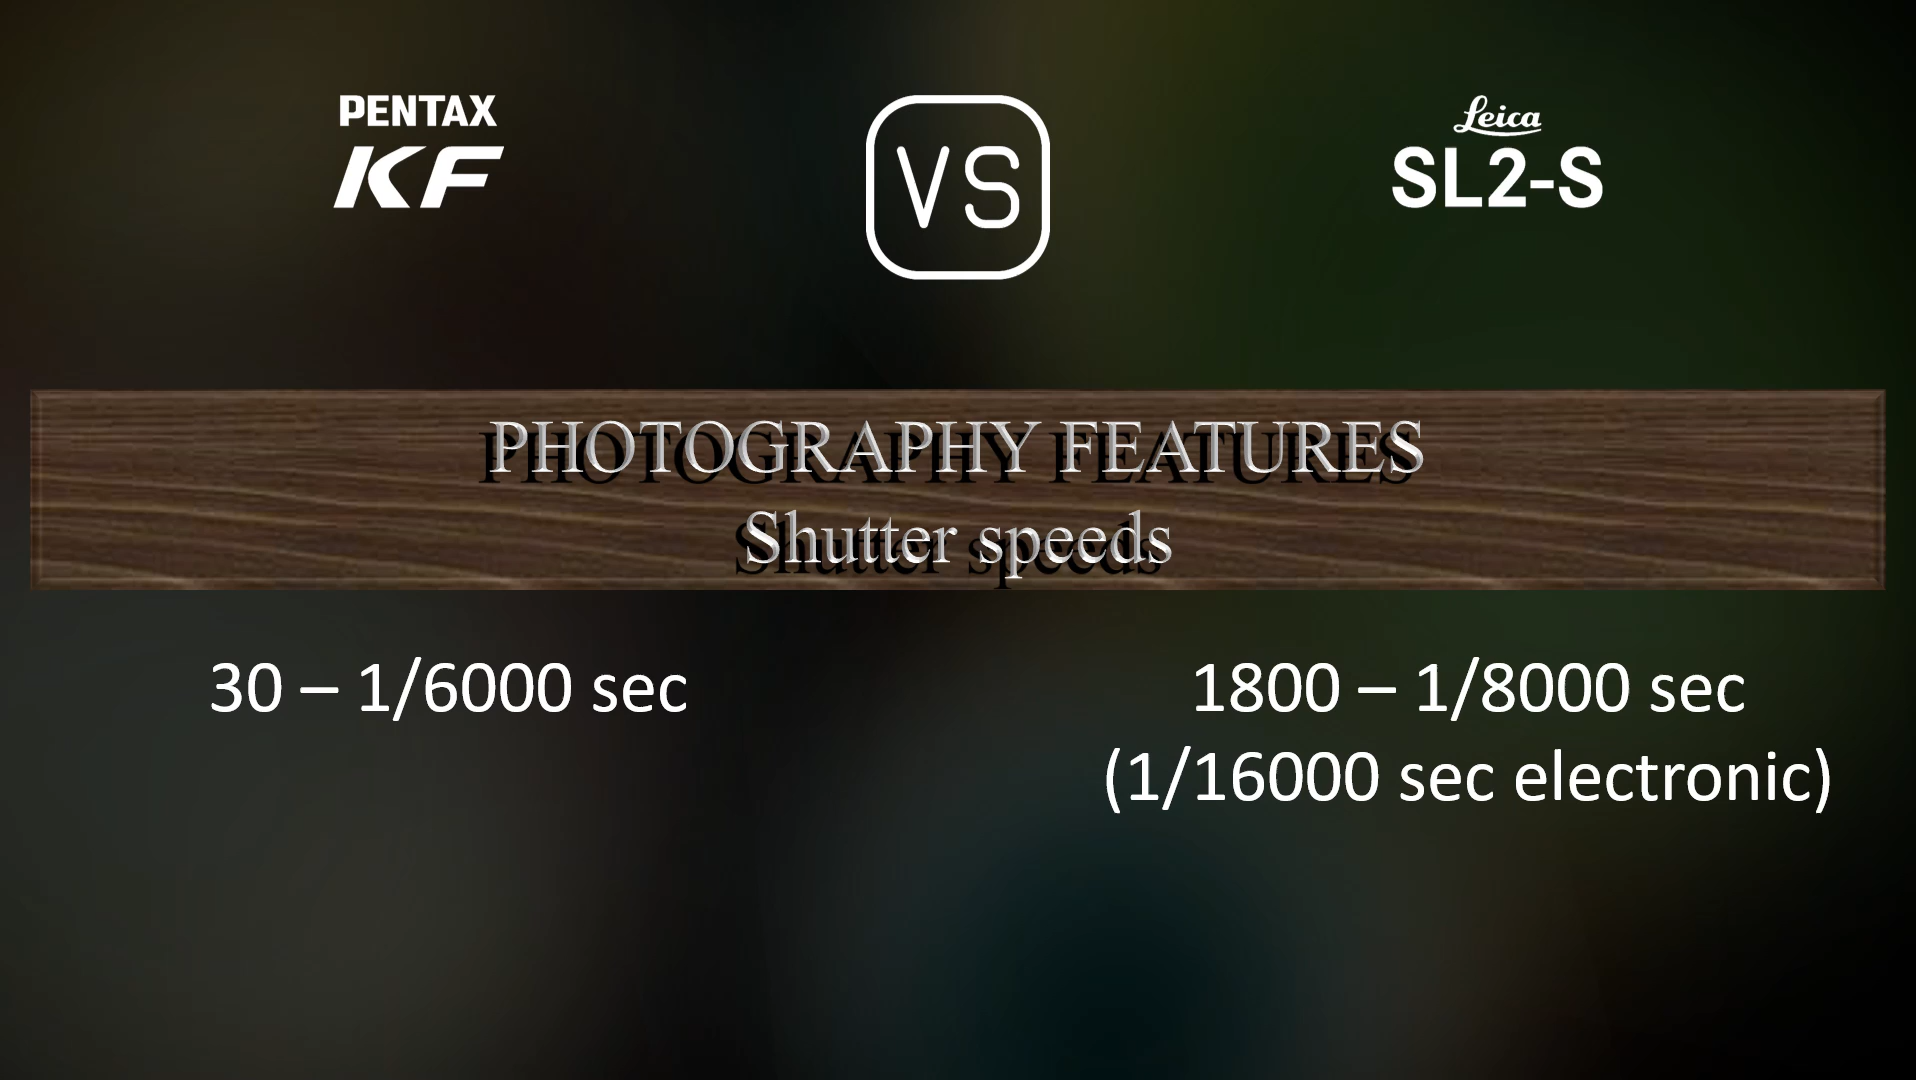 PENTAX
KF
VS
Leica
SL2-S
PHOTOGRAPHY FEATURES
Shutter speeds
30 – 1/6000 sec
1800 – 1/8000 sec
(1/16000 sec electronic)